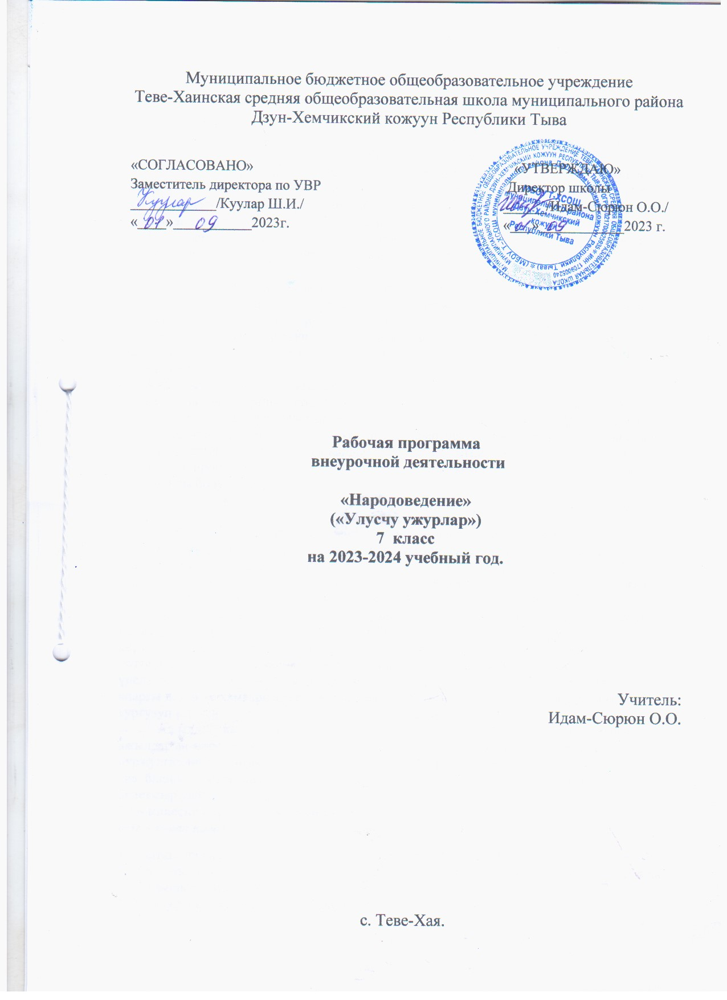 Муниципальное бюджетное общеобразовательное учреждение
Теве-Хаинская средняя общеобразовательная школа муниципального района
Дзун-Хемчикский кожуун Республики Тыва
«СОГЛАСОВАНО»
Заместитель директора по УВР
Куулар /Куулар Ш.И./
«01» 09 2023г.
«УТВЕРЖДАЮ»
Директор школы
/Идам-Сюрюн О.О./
«01» 09 2023 г.
МБОУ Т-ХСОШ
муниципального района
Дзун-Хемчикский
кожуун
Республики Тыва
Рабочая программа
внеурочной деятельности
«Народоведение»
(«Улусчу ужурлар»)
7 класс
на 2023-2024 учебный год.
Учитель:
Идам-Сюрюн О.О.
с. Теве-Хая.